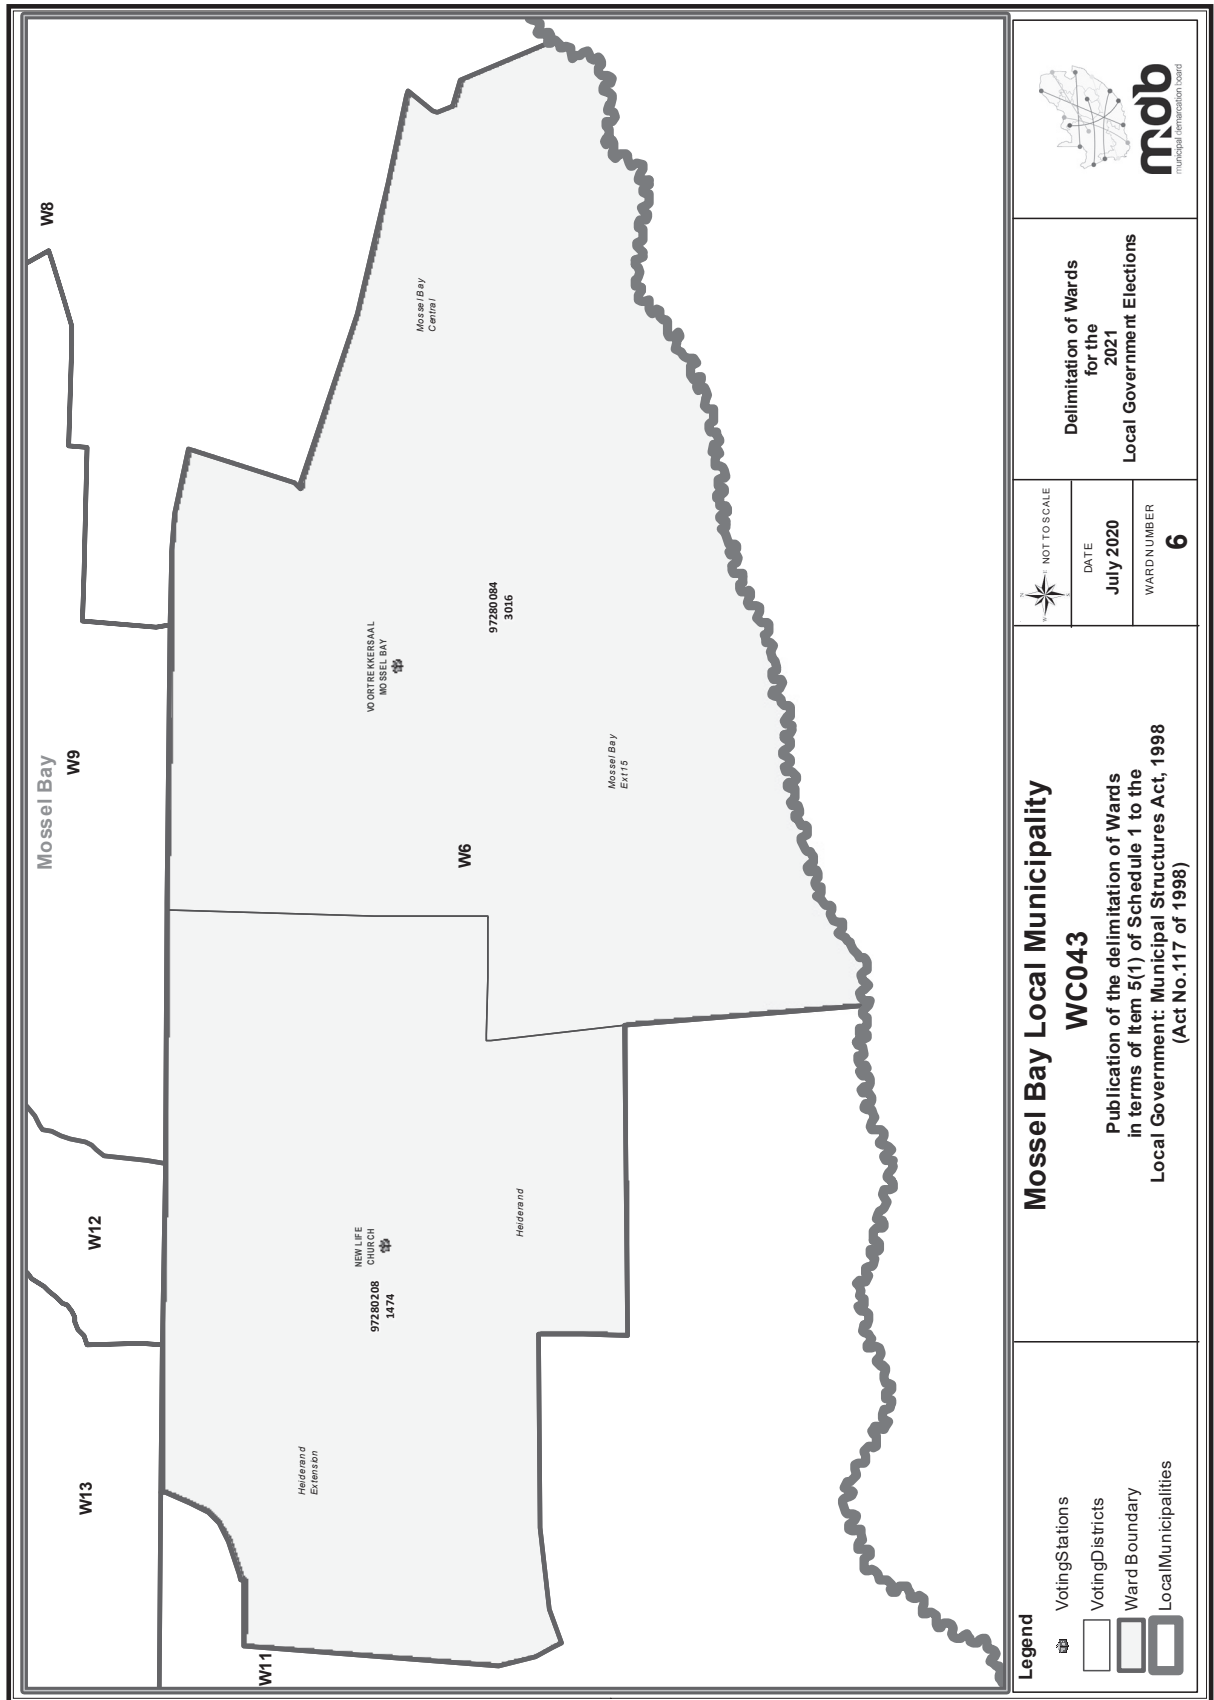 Mossel Bay
W8
W9
W12
W13
W11
W6
Mossel Bay
Central
VOORTREKKERSAAL
MOSSEL BAY
97280084
3016
Mossel Bay
Ext15
NEW LIFE
CHURCH
97280208
1474
Heiderand
Heiderand
Extension
Legend
VotingStations
VotingDistricts
Ward Boundary
LocalMunicipalities
Mossel Bay Local Municipality
WC043
Publication of the delimitation of Wards
in terms of Item 5(1) of Schedule 1 to the
Local Government: Municipal Structures Act, 1998
(Act No.117 of 1998)
N
W
E
S
NOT TO SCALE
DATE
July 2020
WARD NUMBER
6
Delimitation of Wards
for the
2021
Local Government Elections
mdb
municipal demarcation board